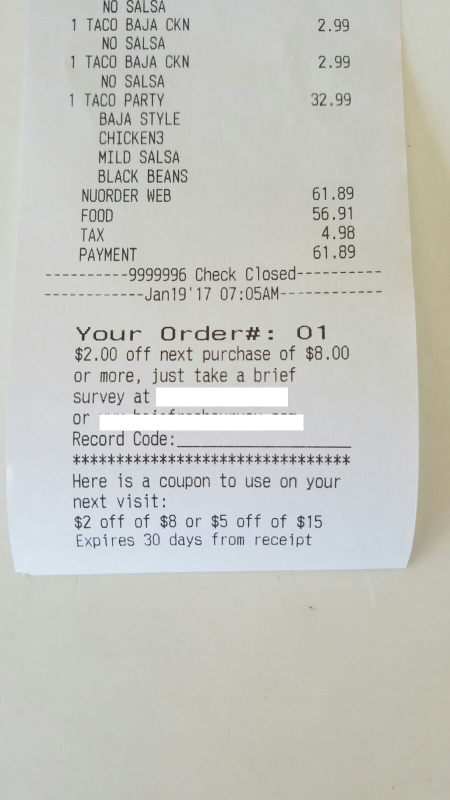 NO SALSA
1 TACO BAJA CKN 2.99
NO SALSA
1 TACO BAJA CKN 2.99
NO SALSA
1 TACO PARTY 32.99
BAJA STYLE
CHICKEN3
MILD SALSA
BLACK BEANS
NUORDER WEB 61.89
FOOD 56.91
TAX 4.98
PAYMENT 61.89
----------9999996 Check Closed----------
------------Jan19'17 07:05AM------------
Your Order#: 01
$2.00 off next purchase of $8.00
or more, just take a brief
survey at
or
Record Code:____________________
*********************************
Here is a coupon to use on your
next visit:
$2 off of $8 or $5 off of $15
Expires 30 days from receipt